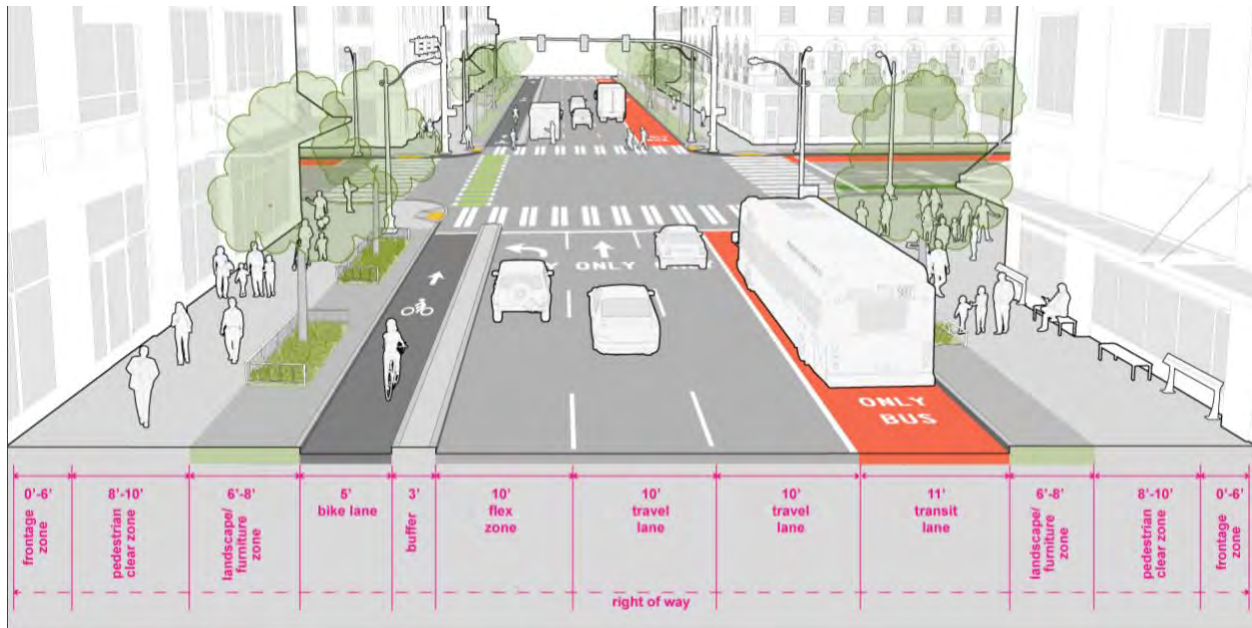 ONLY
ONLY
BUS
0'-6'
frontage
zone
8'-10'
pedestrian
clear zone
6'-8'
landscape/
furniture
zone
5'
bike lane
3'
buffer
10'
flex
zone
10'
travel
lane
10'
travel
lane
11'
transit
lane
6'-8'
landscape/
furniture
zone
8'-10'
pedestrian
clear zone
0'-6'
frontage
zone
right of way